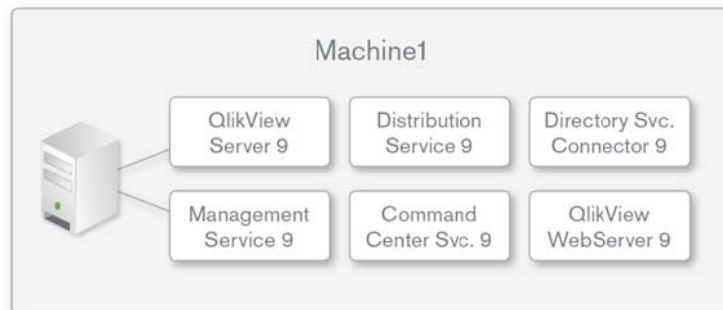 Machine1
QlikView
Server 9
Distribution
Service 9
Directory Svc.
Connector 9
Management
Service 9
Command
Center Svc. 9
QlikView
WebServer 9